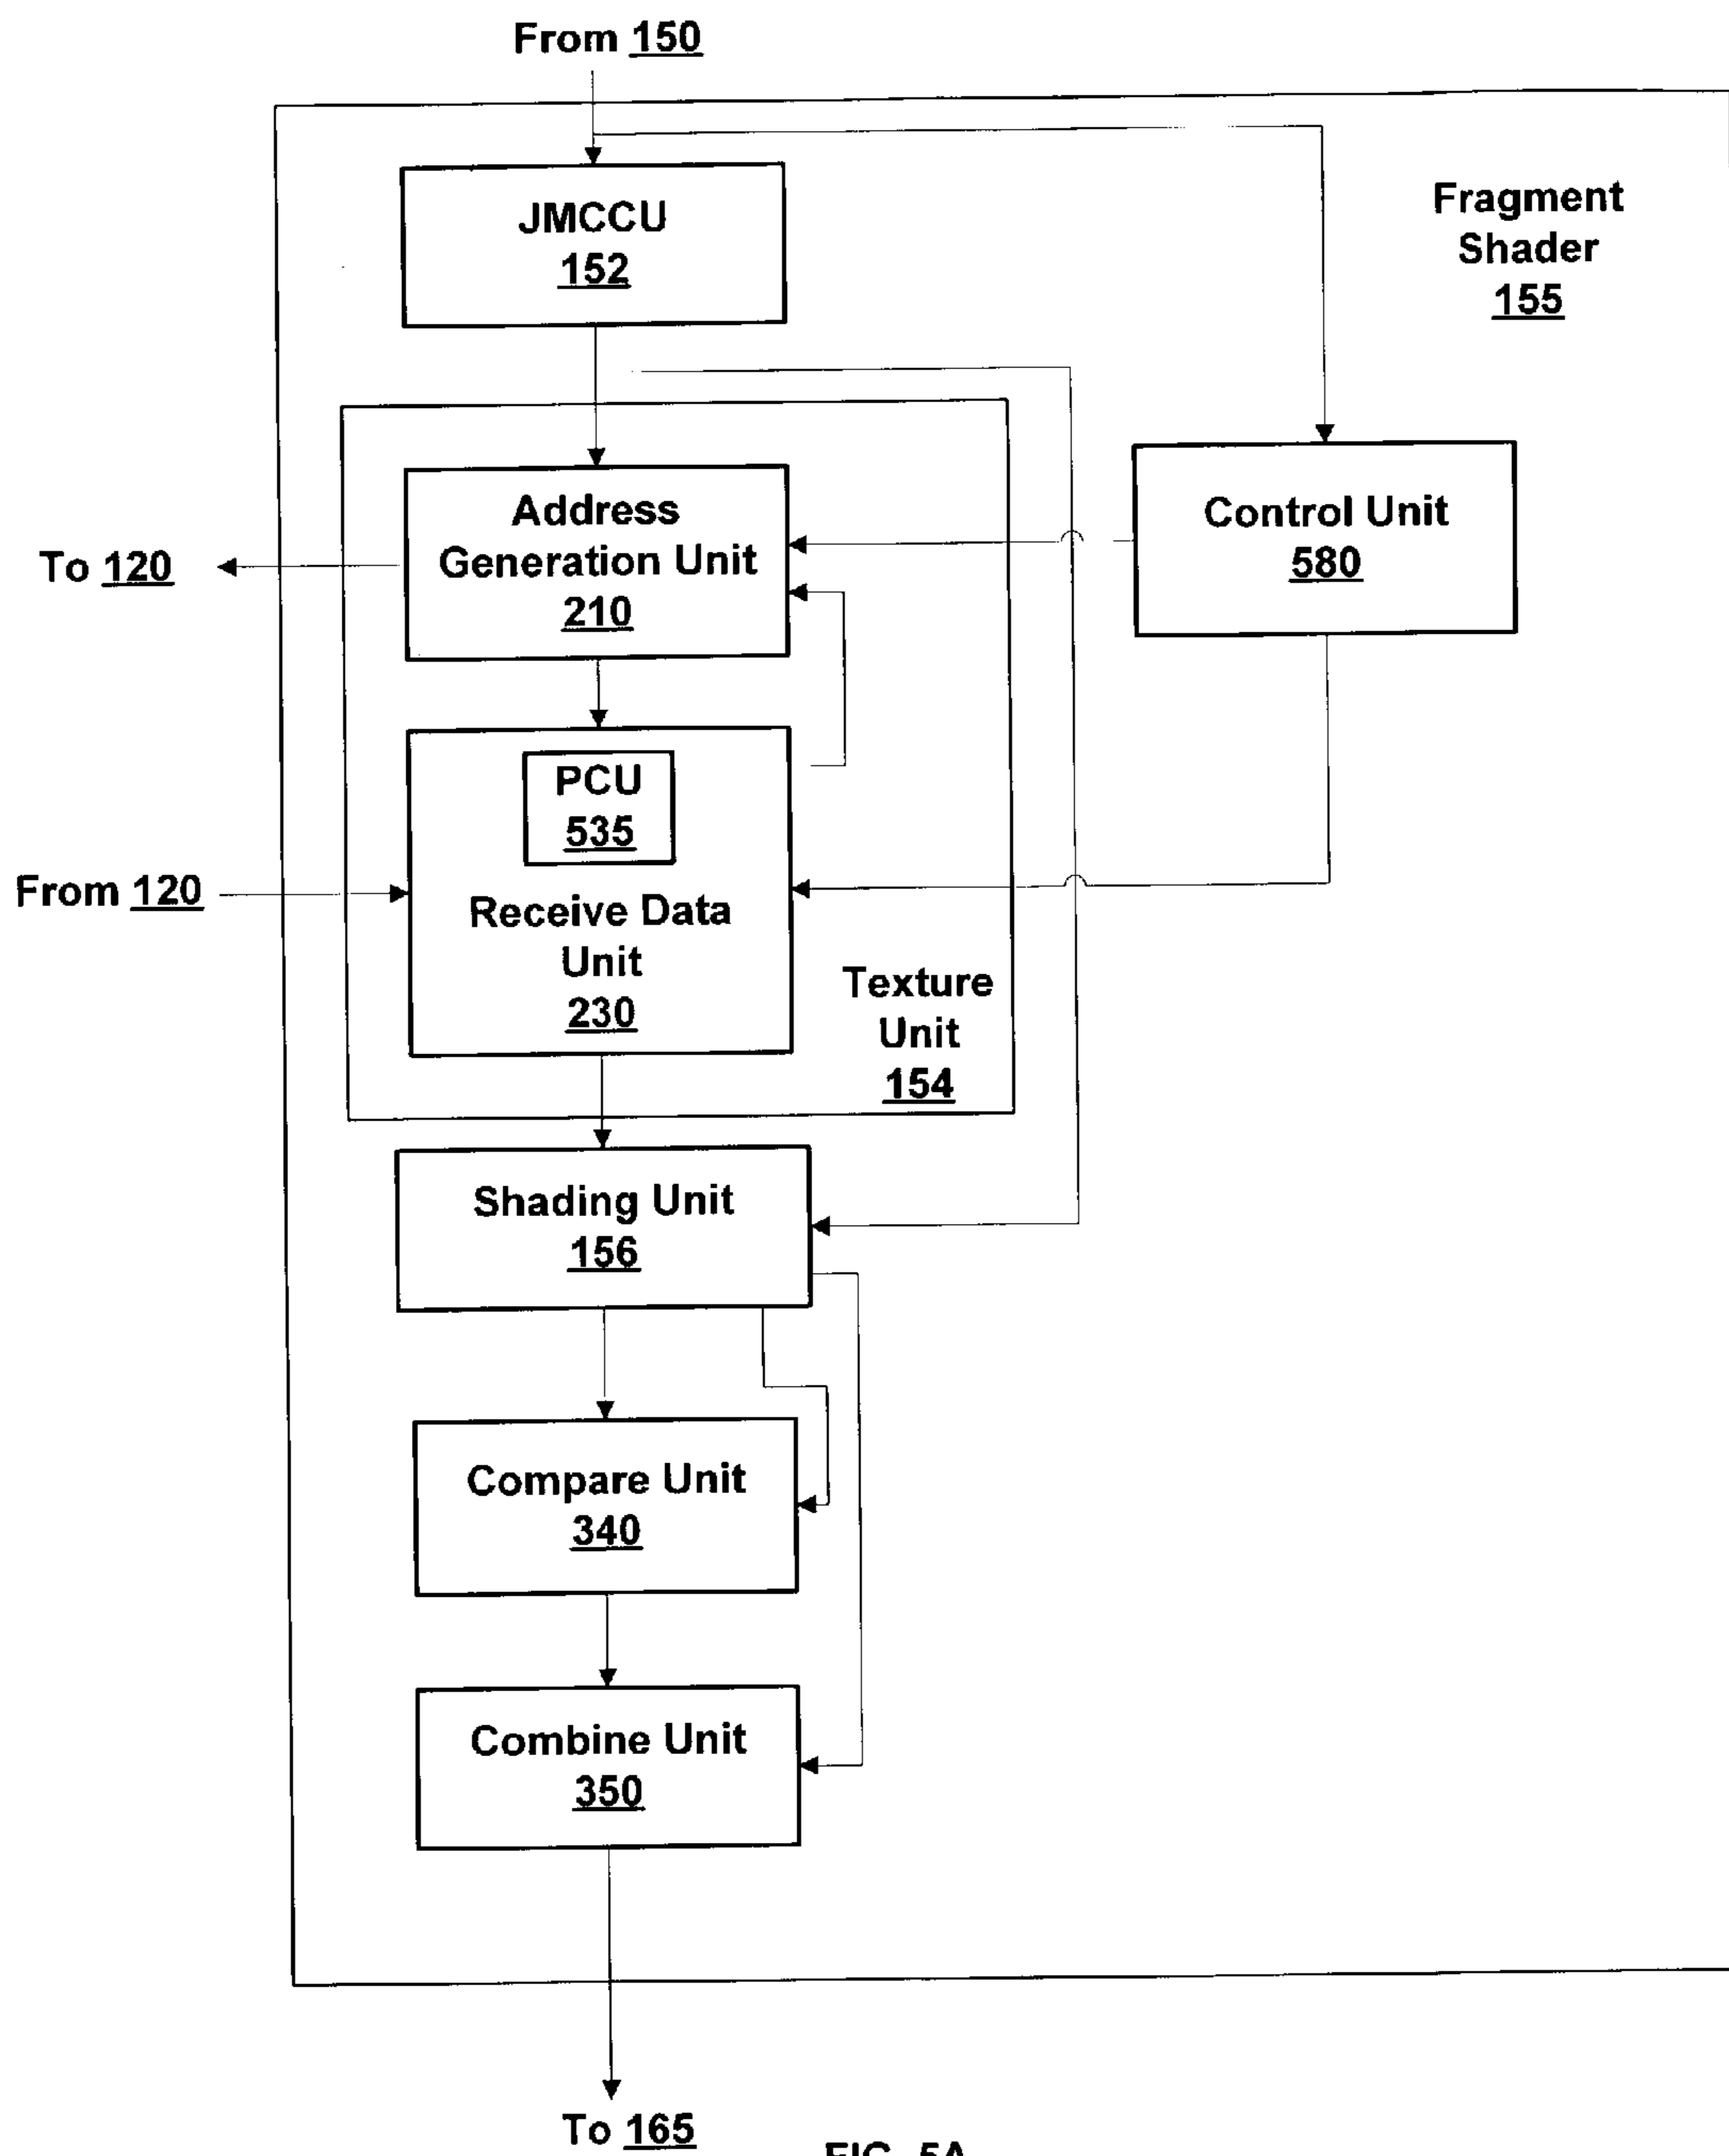 From 150
JMCCU
152
Fragment
Shader
155
Address
Generation Unit
210
Control Unit
580
To 120
PCU
535
From 120
Receive Data
Unit
230
Texture
Unit
154
Shading Unit
156
Compare Unit
340
Combine Unit
350
To 165
FIG. 5A